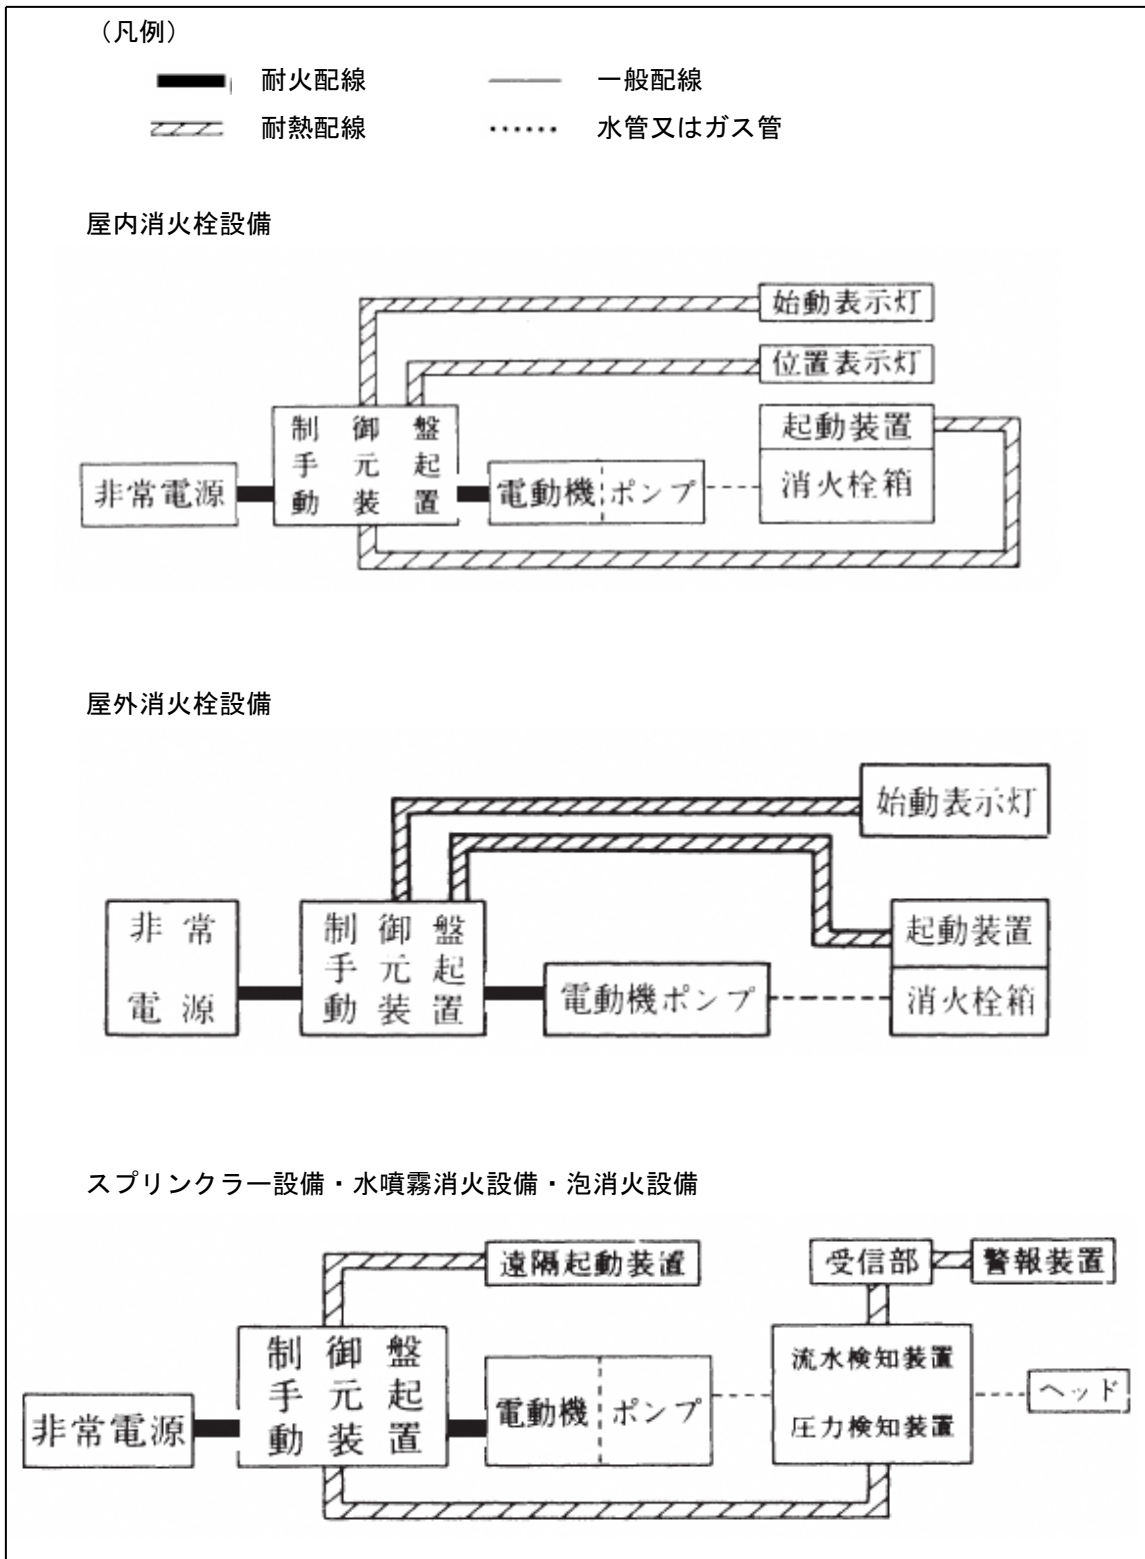 （凡例）
耐火配線
一般配線
耐熱配線
水管又はガス管
屋内消火栓設備
始動表示灯
位置表示灯
制御盤
手元起
動装置
起動装置
消火栓箱
非常電源
電動機
ポンプ
屋外消火栓設備
始動表示灯
非常
電源
制御盤
手元起
動装置
起動装置
電動機ポンプ
消火栓箱
スプリンクラー設備・水噴霧消火設備・泡消火設備
遠隔起動装置
受信部
警報装置
制御盤
手元起
動装置
非常電源
電動機
ポンプ
流水検知装置
圧力検知装置
ヘッド